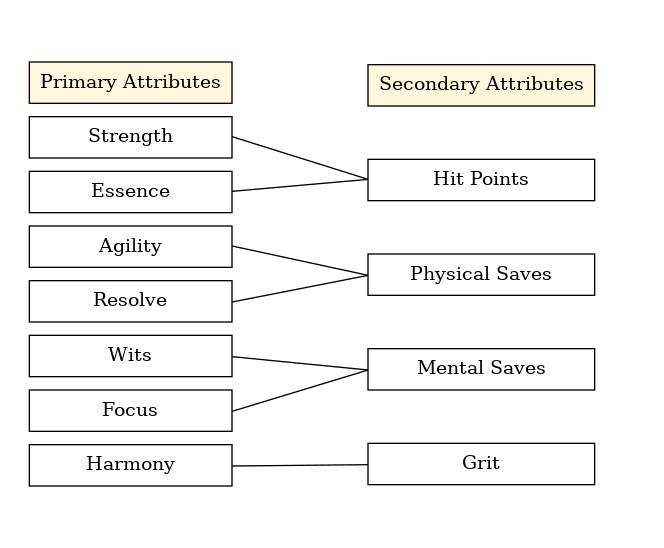 Primary Attributes
Strength
Essence
Agility
Resolve
Wits
Focus
Harmony
Secondary Attributes
Hit Points
Physical Saves
Mental Saves
Grit